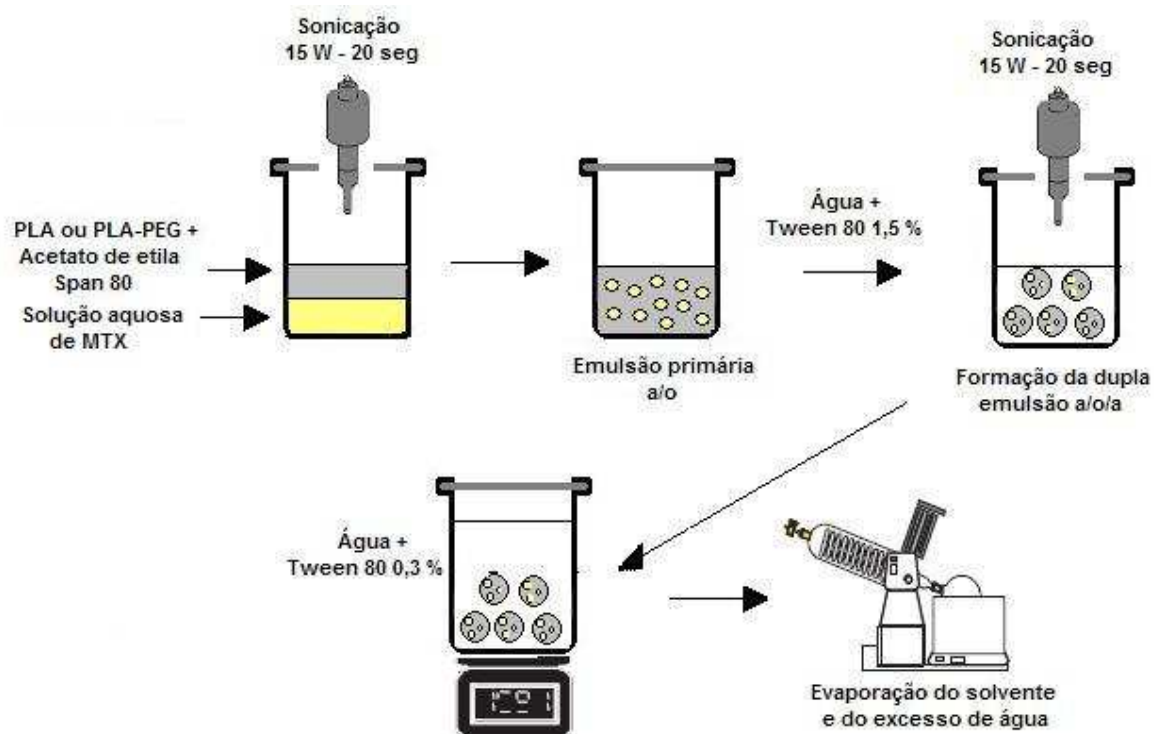 Sonicação
15 W - 20 seg
Sonicação
15 W - 20 seg
PLA ou PLA-PEG +
Acetato de etila
Span 80
Solução aquosa
de MTX
Água +
Tween 80 1,5 %
Emulsão primária
a/o
Formação da dupla
emulsão a/o/a
Água +
Tween 80 0,3 %
Evaporação do solvente
e do excesso de água